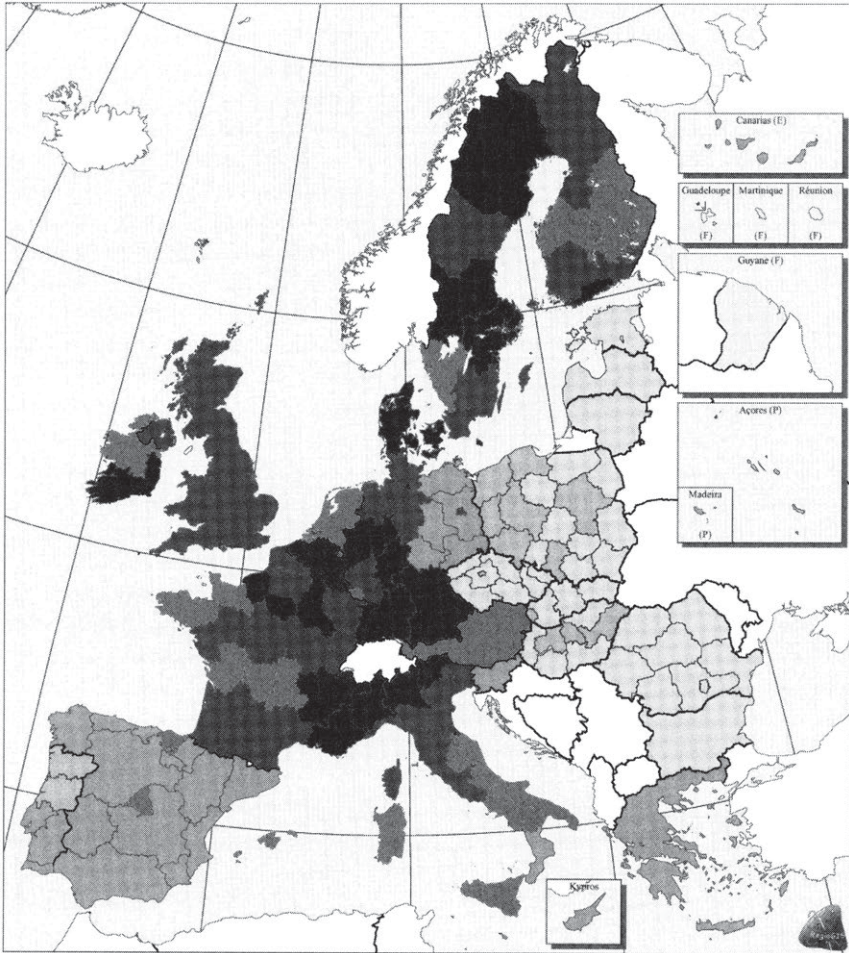 Canarias (E)
Guadeloupe
Martinique
Réunion
(F)
(F)
(F)
Guyane (F)
Açores (P)
Madeira
(P)
Kypros